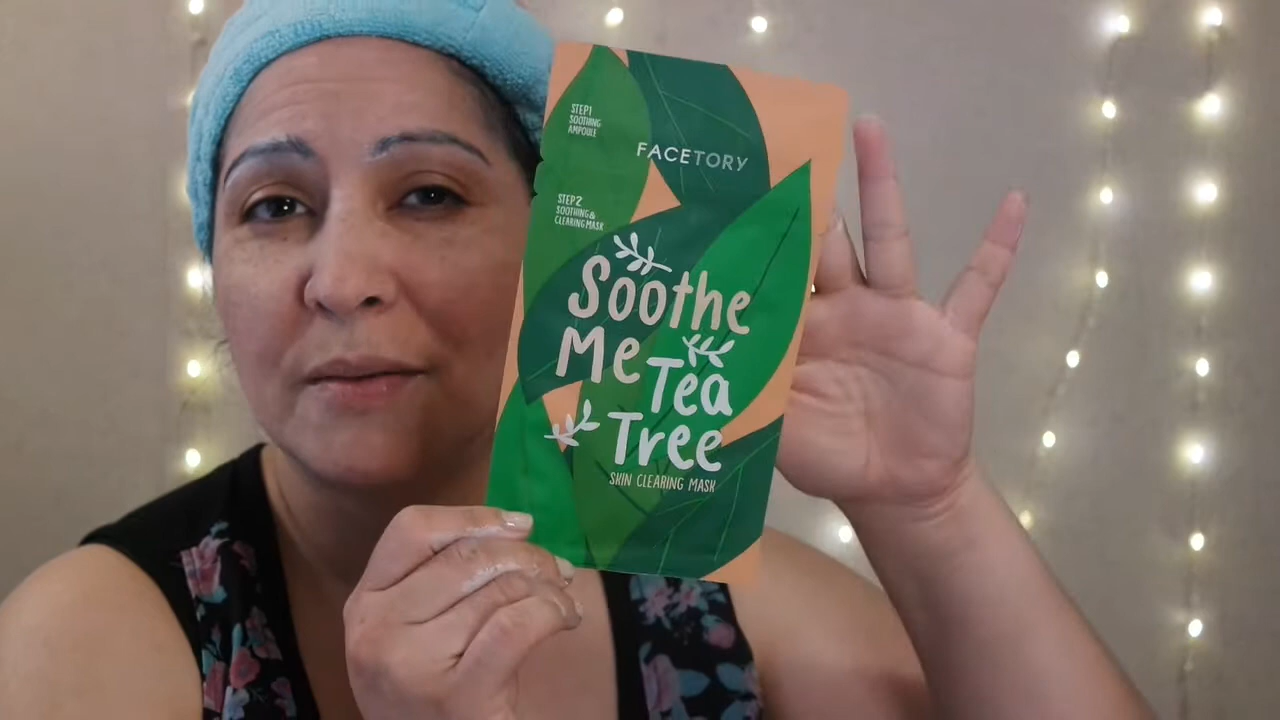 STEP1
SOOTHING
AMPOULE
FACETORY
STEP2
SOOTHING &
CLEARING MASK
Soothe
Me Tea
Tree
SKIN CLEARING MASK